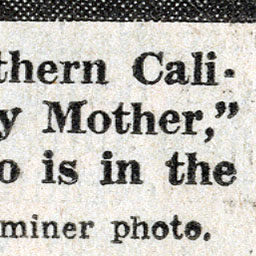 thern Cali-
y Mother,”
o is in the
miner photo.